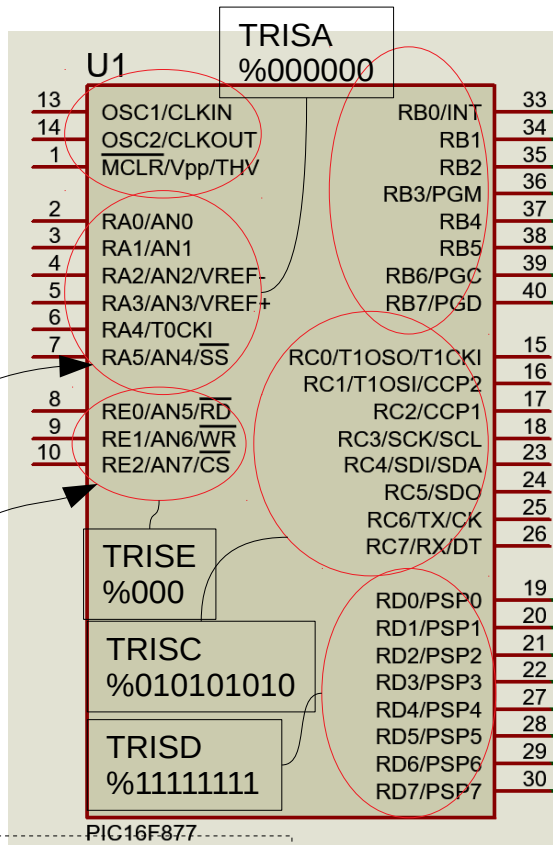 TRISA
%000000
U1
13 OSC1/CLKIN
14 OSC2/CLKOUT
1 MCLR/Vpp/THV
2 RA0/AN0
3 RA1/AN1
4 RA2/AN2/VREF-
5 RA3/AN3/VREF+
6 RA4/T0CKI
7 RA5/AN4/SS
8 RE0/AN5/RD
9 RE1/AN6/WR
10 RE2/AN7/CS
RB0/INT 33
RB1 34
RB2 35
RB3/PGM 36
RB4 37
RB5 38
RB6/PGC 39
RB7/PGD 40
RC0/T1OSO/T1CKI 15
RC1/T1OSI/CCP2 16
RC2/CCP1 17
RC3/SCK/SCL 18
RC4/SDI/SDA 23
RC5/SDO 24
RC6/TX/CK 25
RC7/RX/DT 26
RD0/PSP0 19
RD1/PSP1 20
RD2/PSP2 21
RD3/PSP3 22
RD4/PSP4 27
RD5/PSP5 28
RD6/PSP6 29
RD7/PSP7 30
TRISE
%000
TRISC
%010101010
TRISD
%11111111
PIC16F877